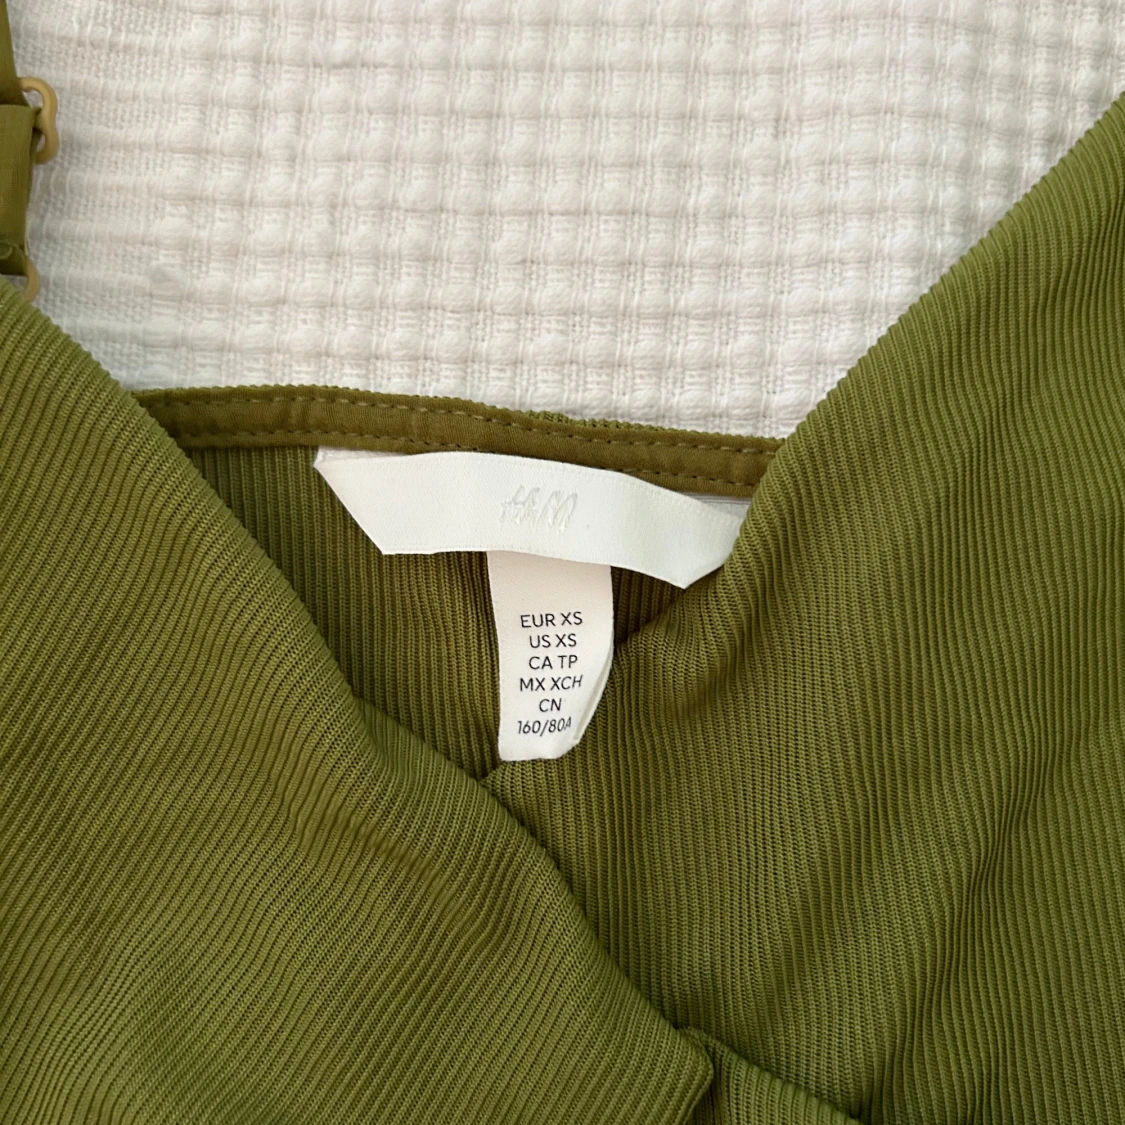 H&M
EUR XS
US XS
CA TP
MX XCH
CN
160/80A